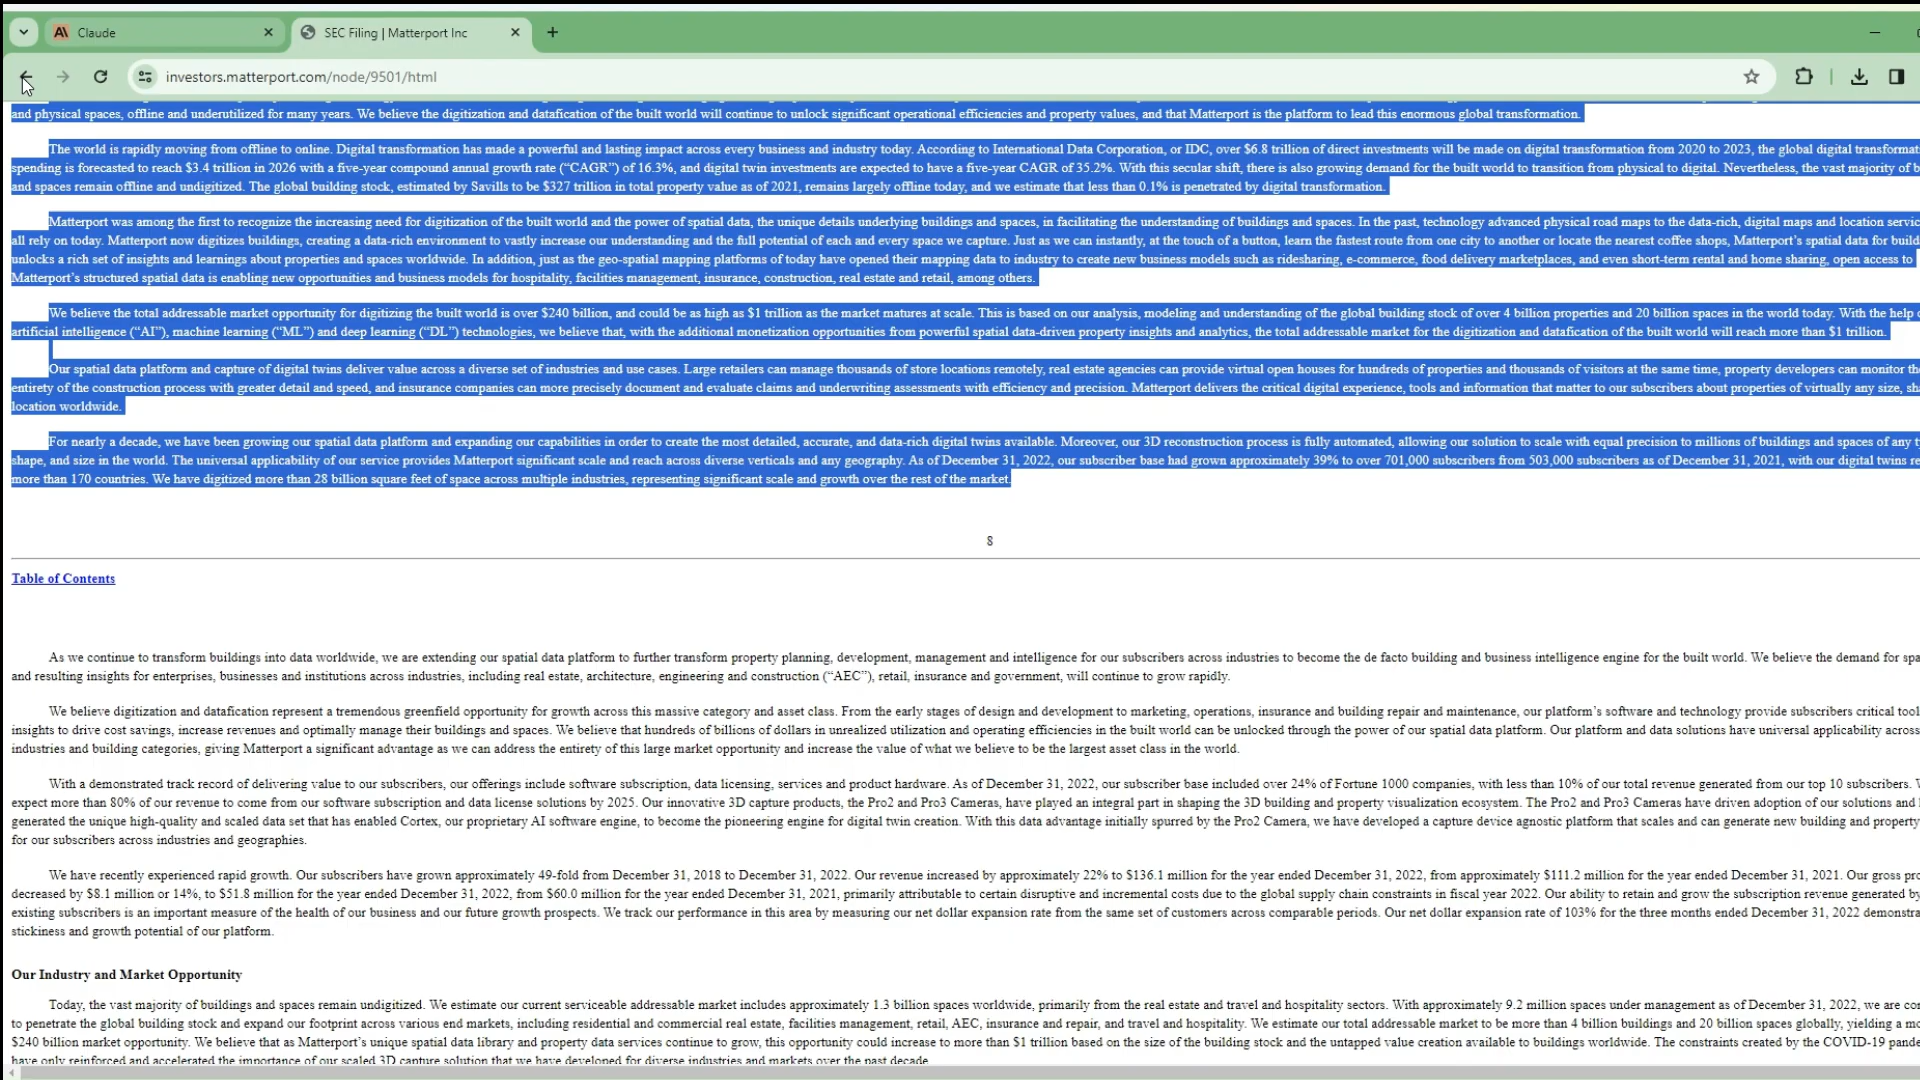 Claude
SEC Filing | Matterport Inc
investors.matterport.com/node/9501/html
and physical spaces, offline and underutilized for many years. We believe the digitization and datafication of the built world will continue to unlock significant operational efficiencies and property values, and that Matterport is the platform to lead this enormous global transformation.
The world is rapidly moving from offline to online. Digital transformation has made a powerful and lasting impact across every business and industry today. According to International Data Corporation, or IDC, over $6.8 trillion of direct investments will be made on digital transformation from 2020 to 2023, the global digital
spending is forecasted to reach $3.4 trillion in 2026 with a five-year compound annual growth rate (“CAGR”) of 16.3%, and digital twin investments are expected to have a five-year CAGR of 35.2%. With this secular shift, there is also growing demand for the built world to transition from physical to digital. Nevertheless, the vast majority of
and spaces remain offline and undigitized. The global building stock, estimated by Savills to be $327 trillion in total property value as of 2021, remains largely offline today, and we estimate that less than 0.1% is penetrated by digital transformation.
Matterport was among the first to recognize the increasing need for digitization of the built world and the power of spatial data, the unique details underlying buildings and spaces, in facilitating the understanding of buildings and spaces. In the past, technology advanced physical road maps to the data-rich, digital maps and location
all rely on today. Matterport now digitizes buildings, creating a data-rich environment to vastly increase our understanding and the full potential of each and every space we capture. Just as we can instantly, at the touch of a button, learn the fastest route from one city to another or locate the nearest coffee shops, Matterport’s spatial data for
unlocks a rich set of insights and learnings about properties and spaces worldwide. In addition, just as the geo-spatial mapping platforms of today have opened their mapping data to industry to create new business models such as ridesharing, e-commerce, food delivery marketplaces, and even short-term rental and home sharing, open access to
Matterport’s structured spatial data is enabling new opportunities and business models for hospitality, facilities management, insurance, construction, real estate and retail, among others.
We believe the total addressable market opportunity for digitizing the built world is over $240 billion, and could be as high as $1 trillion as the market matures at scale. This is based on our analysis, modeling and understanding of the global building stock of over 4 billion properties and 20 billion spaces in the world today. With the help
artificial intelligence (“AI”), machine learning (“ML”) and deep learning (“DL”) technologies, we believe that, with the additional monetization opportunities from powerful spatial data-driven property insights and analytics, the total addressable market for the digitization and datafication of the built world will reach more than $1 trillion.
Our spatial data platform and capture of digital twins deliver value across a diverse set of industries and use cases. Large retailers can manage thousands of store locations remotely, real estate agencies can provide virtual open houses for hundreds of properties and thousands of visitors at the same time, property developers can monitor
entirety of the construction process with greater detail and speed, and insurance companies can more precisely document and evaluate claims and underwriting assessments with efficiency and precision. Matterport delivers the critical digital experience, tools and information that matter to our subscribers about properties of virtually any size,
location worldwide.
For nearly a decade, we have been growing our spatial data platform and expanding our capabilities in order to create the most detailed, accurate, and data-rich digital twins available. Moreover, our 3D reconstruction process is fully automated, allowing our solution to scale with equal precision to millions of buildings and spaces of any
shape, and size in the world. The universal applicability of our service provides Matterport significant scale and reach across diverse verticals and any geography. As of December 31, 2022, our subscriber base had grown approximately 39% to over 701,000 subscribers from 503,000 subscribers as of December 31, 2021, with our digital twins
more than 170 countries. We have digitized more than 28 billion square feet of space across multiple industries, representing significant scale and growth over the rest of the market.
8
Table of Contents
As we continue to transform buildings into data worldwide, we are extending our spatial data platform to further transform property planning, development, management and intelligence for our subscribers across industries to become the de facto building and business intelligence engine for the built world. We believe the demand for
and resulting insights for enterprises, businesses and institutions across industries, including real estate, architecture, engineering and construction (“AEC”), retail, insurance and government, will continue to grow rapidly.
We believe digitization and datafication represent a tremendous greenfield opportunity for growth across this massive category and asset class. From the early stages of design and development to marketing, operations, insurance and building repair and maintenance, our platform’s software and technology provide subscribers critical
insights to drive cost savings, increase revenues and optimally manage their buildings and spaces. We believe that hundreds of billions of dollars in unrealized utilization and operating efficiencies in the built world can be unlocked through the power of our spatial data platform. Our platform and data solutions have universal applicability across
industries and building categories, giving Matterport a significant advantage as we can address the entirety of this large market opportunity and increase the value of what we believe to be the largest asset class in the world.
With a demonstrated track record of delivering value to our subscribers, our offerings include software subscription, data licensing, services and product hardware. As of December 31, 2022, our subscriber base included over 24% of Fortune 1000 companies, with less than 10% of our total revenue generated from our top 10 subscribers.
expect more than 80% of our revenue to come from our software subscription and data license solutions by 2025. Our innovative 3D capture products, the Pro2 and Pro3 Cameras, have played an integral part in shaping the 3D building and property visualization ecosystem. The Pro2 and Pro3 Cameras have driven adoption of our solutions and
generated the unique high-quality and scaled data set that has enabled Cortex, our proprietary AI software engine, to become the pioneering engine for digital twin creation. With this data advantage initially spurred by the Pro2 Camera, we have developed a capture device agnostic platform that scales and can generate new building and property
for our subscribers across industries and geographies.
We have recently experienced rapid growth. Our subscribers have grown approximately 49-fold from December 31, 2018 to December 31, 2022. Our revenue increased by approximately 22% to $136.1 million for the year ended December 31, 2022, from approximately $111.2 million for the year ended December 31, 2021. Our gross
decreased by $8.1 million or 14%, to $51.8 million for the year ended December 31, 2022, from $60.0 million for the year ended December 31, 2021, primarily attributable to certain disruptive and incremental costs due to the global supply chain constraints in fiscal year 2022. Our ability to retain and grow the subscription revenue generated by
existing subscribers is an important measure of the health of our business and our future growth prospects. We track our performance in this area by measuring our net dollar expansion rate from the same set of customers across comparable periods. Our net dollar expansion rate of 103% for the three months ended December 31, 2022
stickiness and growth potential of our platform.
Our Industry and Market Opportunity
Today, the vast majority of buildings and spaces remain undigitized. We estimate our current serviceable addressable market includes approximately 1.3 billion spaces worldwide, primarily from the real estate and travel and hospitality sectors. With approximately 9.2 million spaces under management as of December 31, 2022, we are
to penetrate the global building stock and expand our footprint across various end markets, including residential and commercial real estate, facilities management, retail, AEC, insurance and repair, and travel and hospitality. We estimate our total addressable market to be more than 4 billion buildings and 20 billion spaces globally, yielding a
$240 billion market opportunity. We believe that as Matterport’s unique spatial data library and property data services continue to grow, this opportunity could increase to more than $1 trillion based on the size of the building stock and the untapped value creation available to buildings worldwide. The constraints created by the COVID-19
have only reinforced and accelerated the importance of our scaled 3D capture solution that we have developed for diverse industries and markets over the past decade.